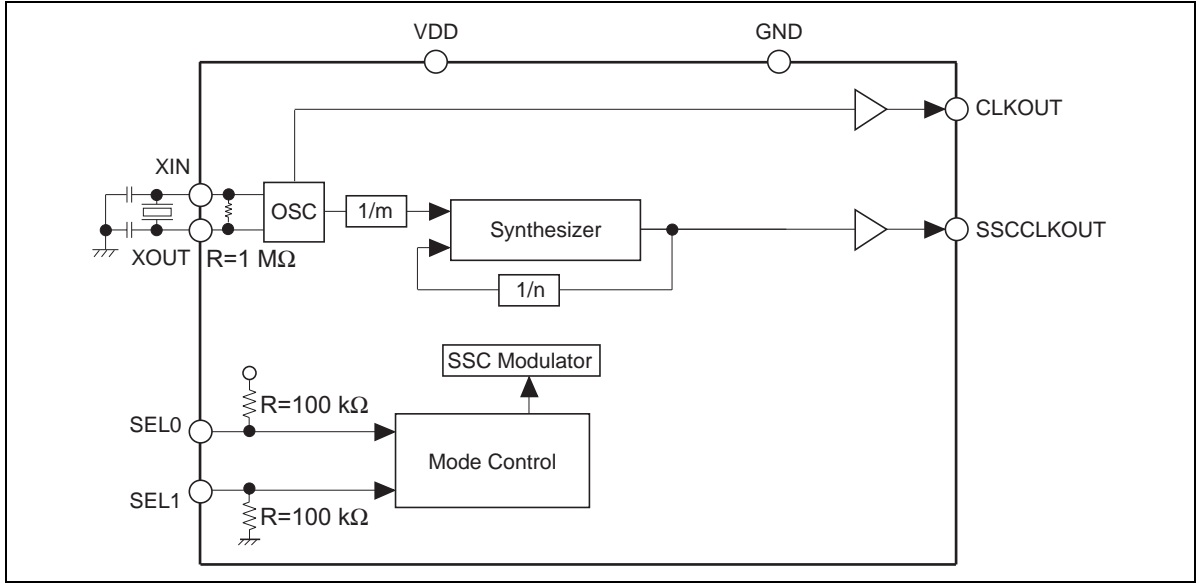 VDD
GND
CLKOUT
XIN
OSC
1/m
Synthesizer
SSCCLKOUT
XOUT
R=1 MΩ
1/n
SSC Modulator
R=100 kΩ
SEL0
Mode Control
SEL1
R=100 kΩ